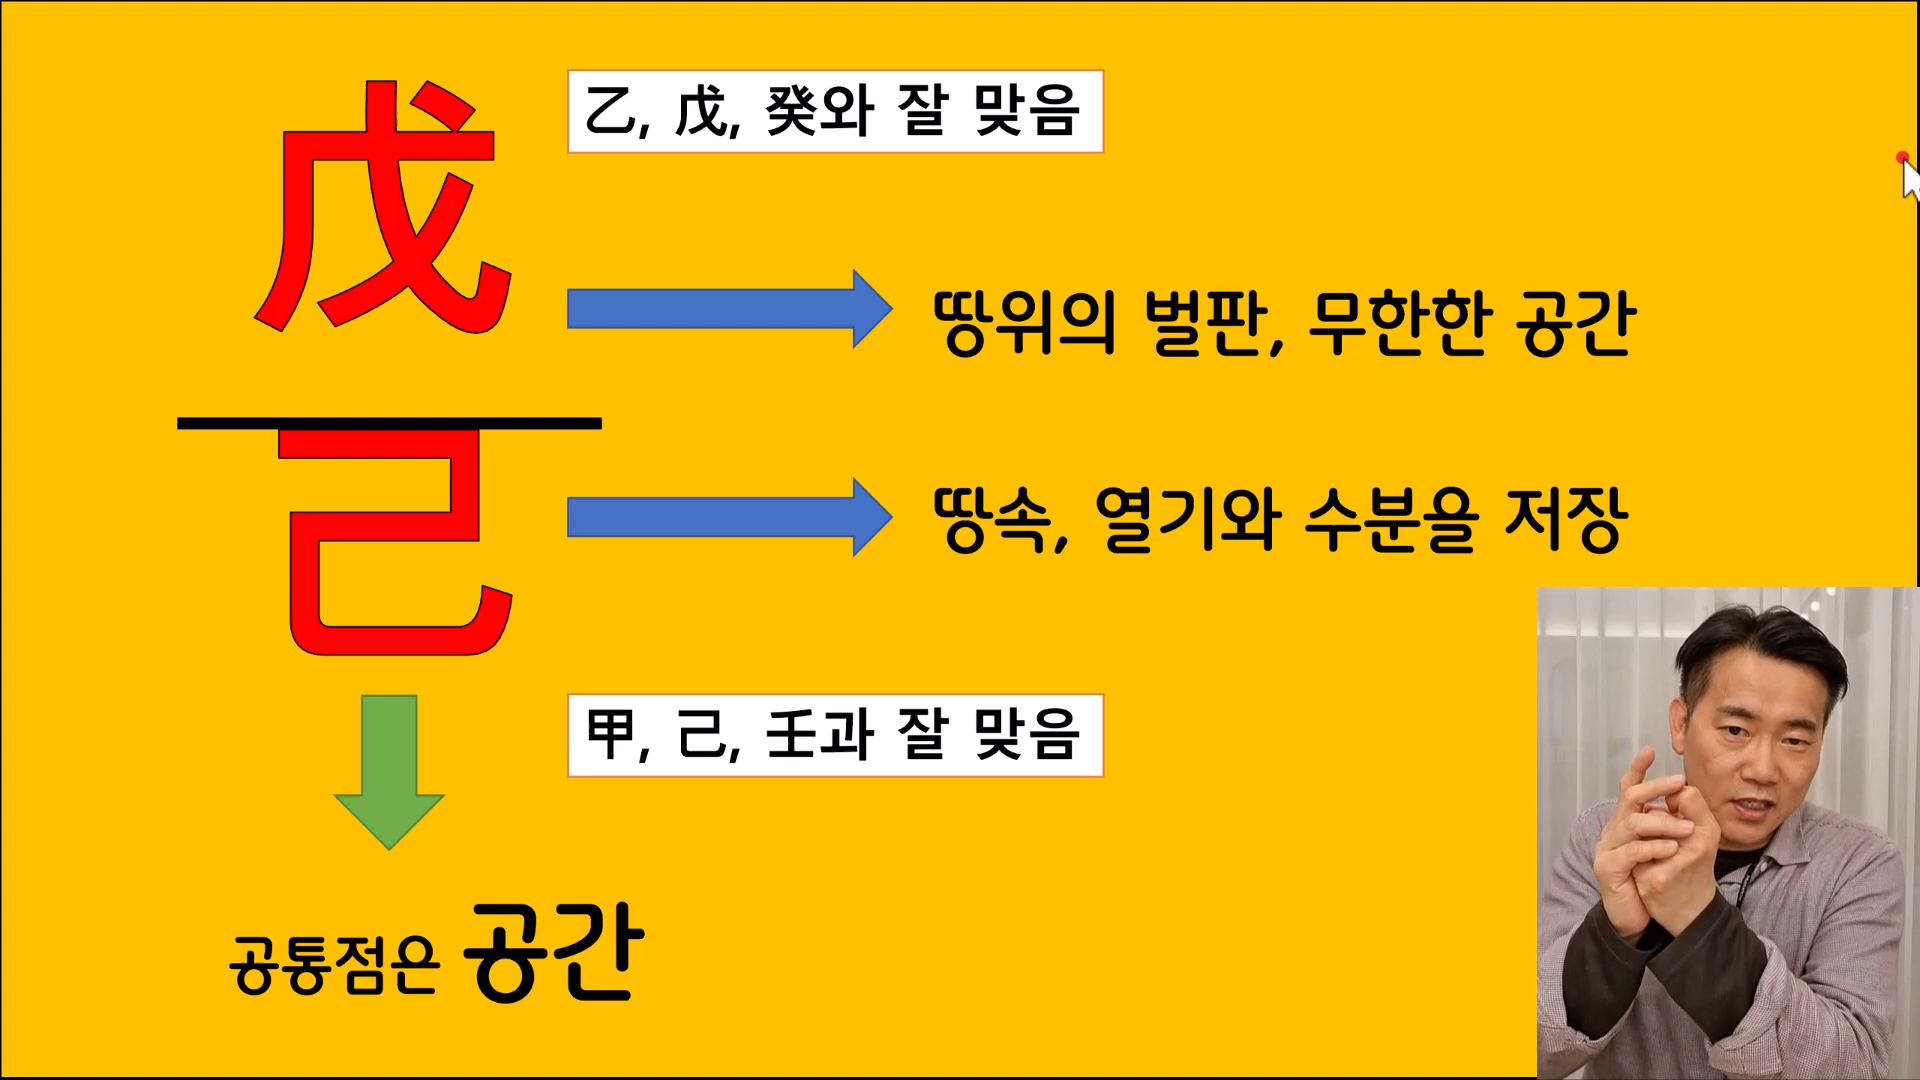 戊
乙, 戊, 癸와 잘 맞음
땅위의 벌판, 무한한 공간
己
땅속, 열기와 수분을 저장
甲, 己, 壬과 잘 맞음
공통점은 공간